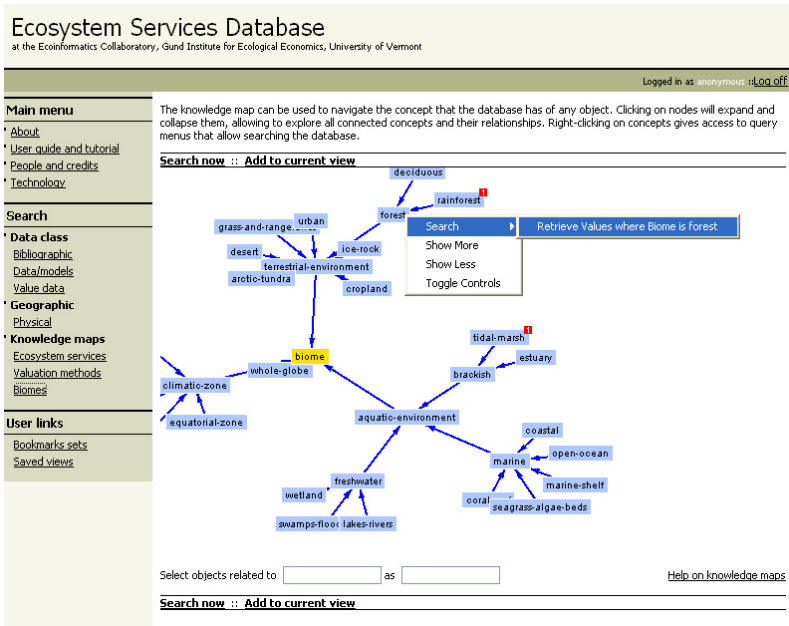 Ecosystem Services Database
at the Ecoinformatics Collaboratory, Gund Institute for Ecological Economics, University of Vermont
Logged in as anonymous ::Log off
Main menu
About
User guide and tutorial
People and credits
Technology
Search
Data class
Bibliographic
Data/models
Value data
Geographic
Physical
Knowledge maps
Ecosystem services
Valuation methods
Biomes
User links
Bookmarks sets
Saved views
The knowledge map can be used to navigate the concept that the database has of any object. Clicking on nodes will expand and
collapse them, allowing to explore all connected concepts and their relationships. Right-clicking on concepts gives access to query
menus that allow searching the database.
Search now :: Add to current view
deciduous
rainforest
1
forest
Search
Retrieve Values where Biome is forest
Show More
Show Less
Toggle Controls
urban
grass-and-range
ice-rock
desert
terrestrial-environment
arctic-tundra
cropland
tidal-marsh
1
estuary
brackish
biome
whole-globe
climatic-zone
equatorial-zone
aquatic-environment
coastal
open-ocean
marine
marine-shelf
coral
seagrass-algae-beds
freshwater
wetland
swamps-flood
lakes-rivers
Select objects related to as
Help on knowledge maps
Search now :: Add to current view